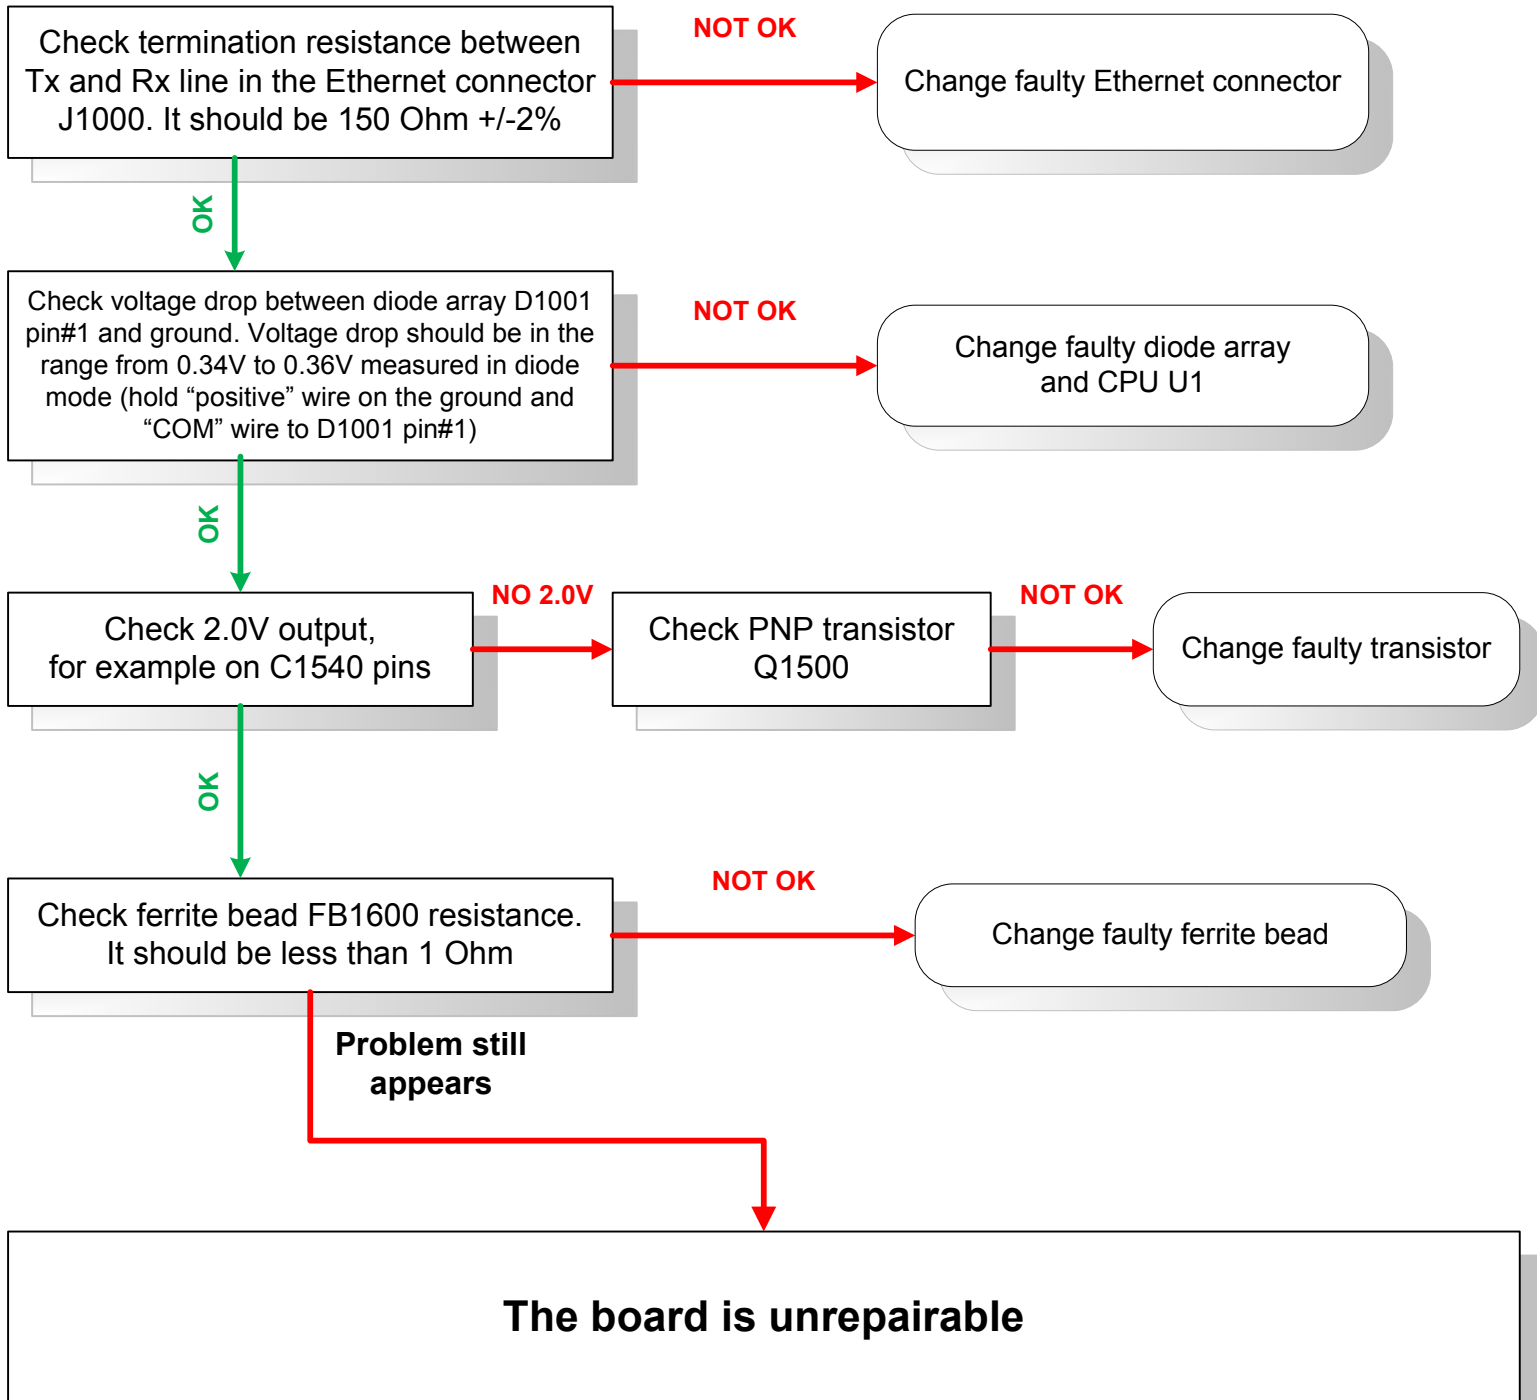 Check termination resistance between
Tx and Rx line in the Ethernet connector
J1000. It should be 150 Ohm +/-2%
NOT OK
Change faulty Ethernet connector
OK
Check voltage drop between diode array D1001
pin#1 and ground. Voltage drop should be in the
range from 0.34V to 0.36V measured in diode
mode (hold “positive” wire on the ground and
“COM” wire to D1001 pin#1)
NOT OK
Change faulty diode array
and CPU U1
OK
Check 2.0V output,
for example on C1540 pins
NO 2.0V
Check PNP transistor
Q1500
NOT OK
Change faulty transistor
OK
Check ferrite bead FB1600 resistance.
It should be less than 1 Ohm
NOT OK
Change faulty ferrite bead
Problem still
appears
The board is unrepairable